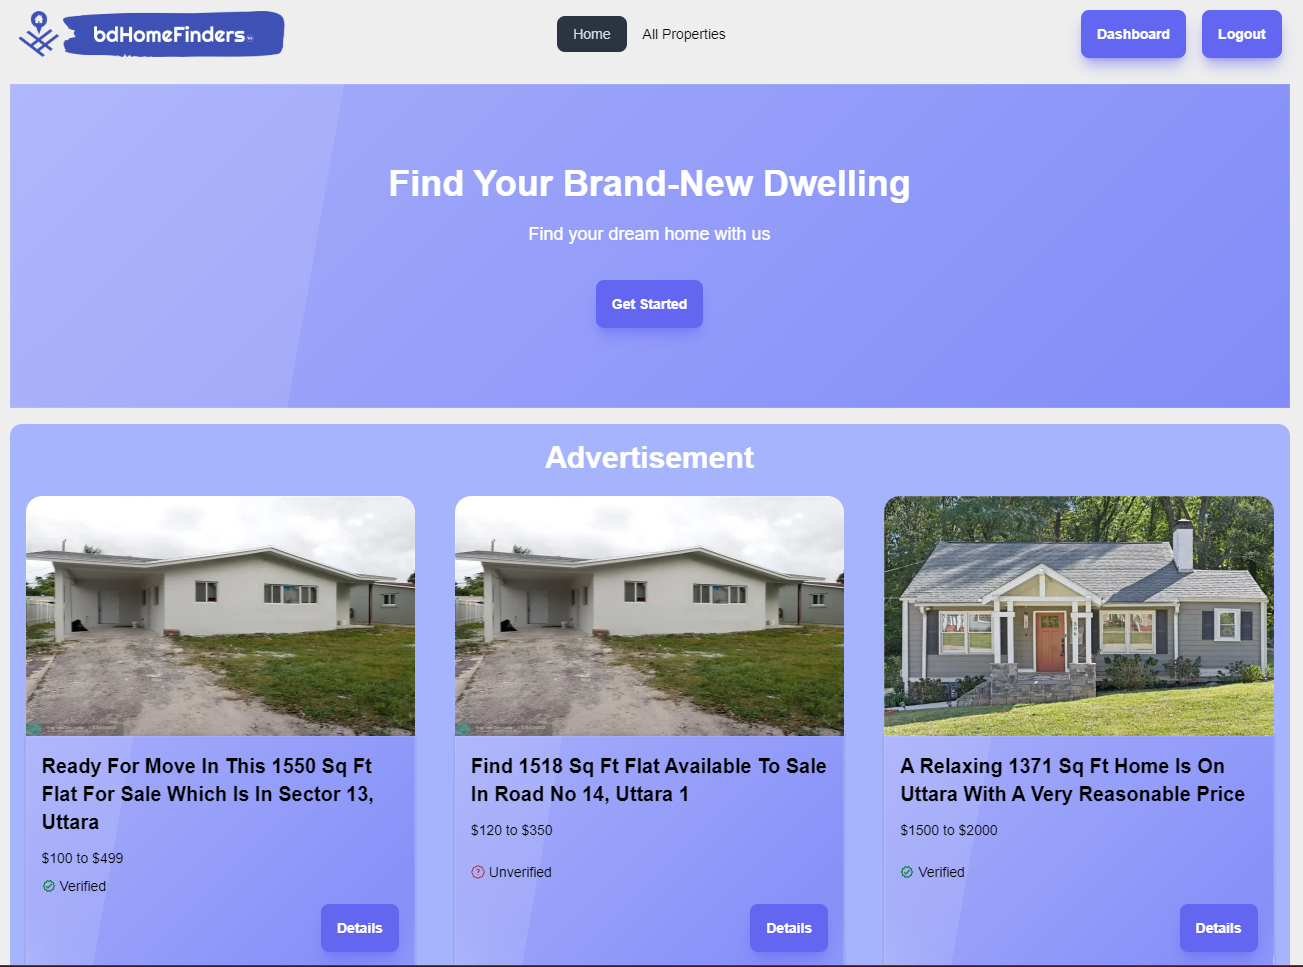 bdHomeFinders
Home
All Properties
Dashboard
Logout
Find Your Brand-New Dwelling
Find your dream home with us
Get Started
Advertisement
Ready For Move In This 1550 Sq Ft
Flat For Sale Which Is In Sector 13,
Uttara
$100 to $499
Verified
Details
Find 1518 Sq Ft Flat Available To Sale
In Road No 14, Uttara 1
$120 to $350
Unverified
Details
A Relaxing 1371 Sq Ft Home Is On
Uttara With A Very Reasonable Price
$1500 to $2000
Verified
Details